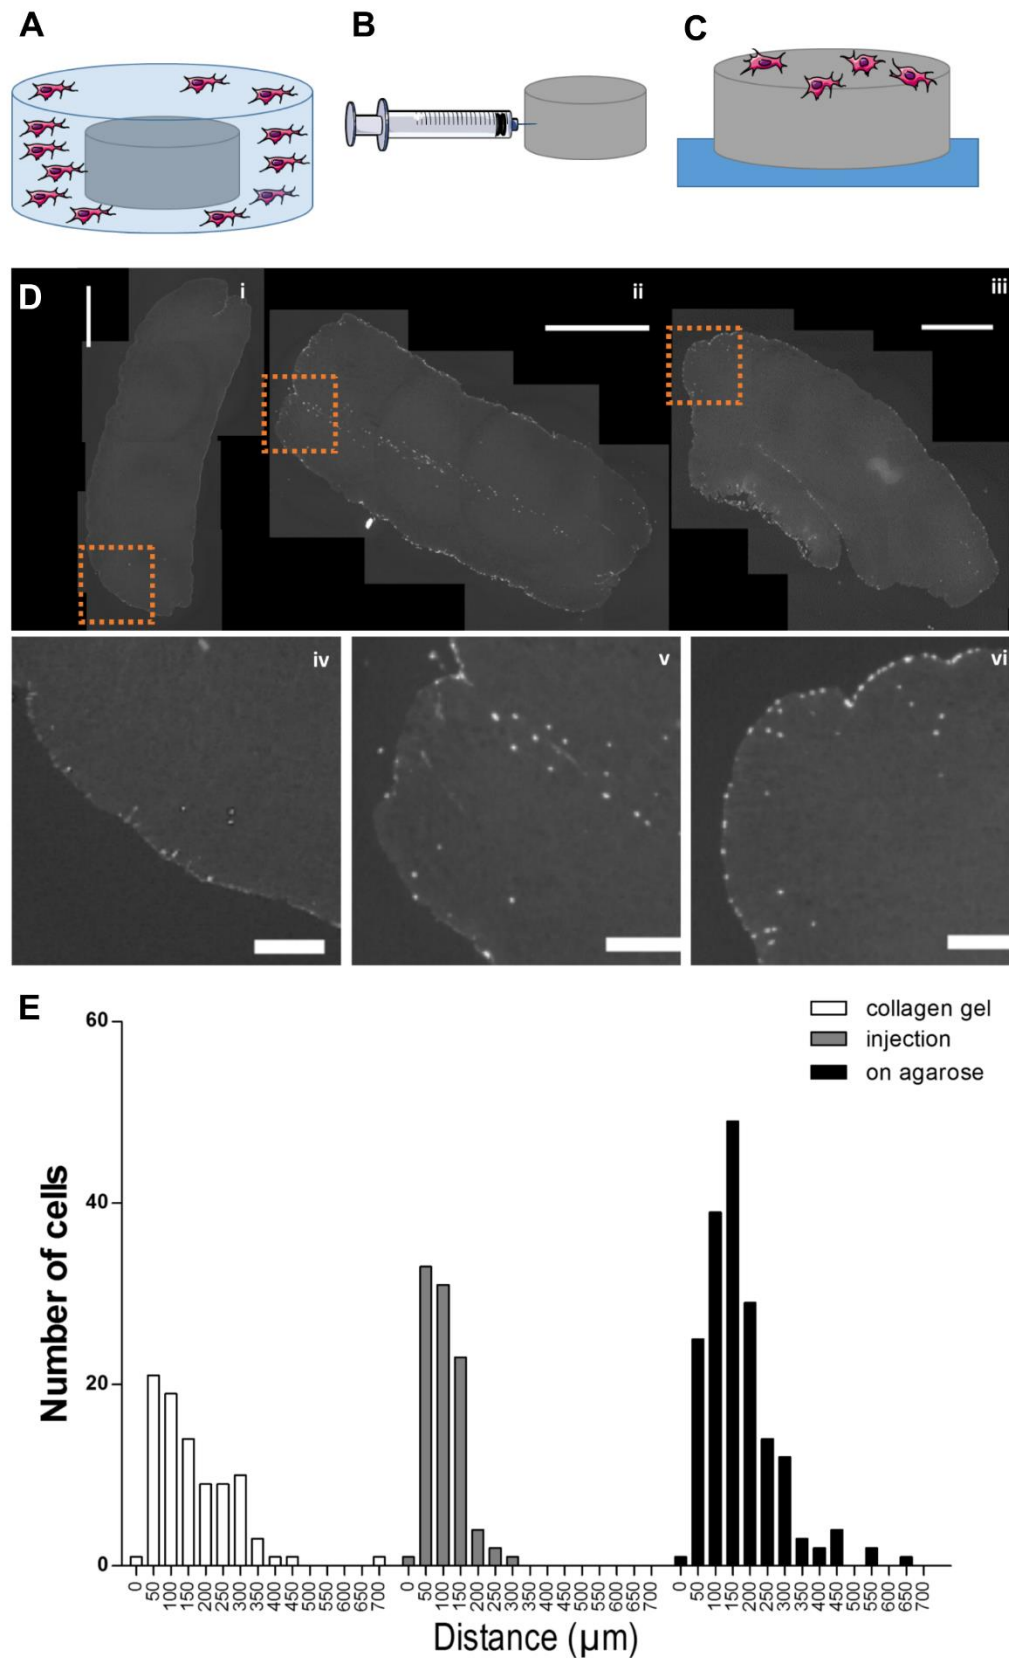 A
B
C
D
i
ii
iii
iv
v
vi
E
collagen gel
injection
on agarose
60
40
20
0
Number of cells
0 50 100 150 200 250 300 350 400 450 500 550 600 650 700 0 50 100 150 200 250 300 350 400 450 500 550 600 650 700 0 50 100 150 200 250 300 350 400 450 500 550 600 650 700
Distance (µm)